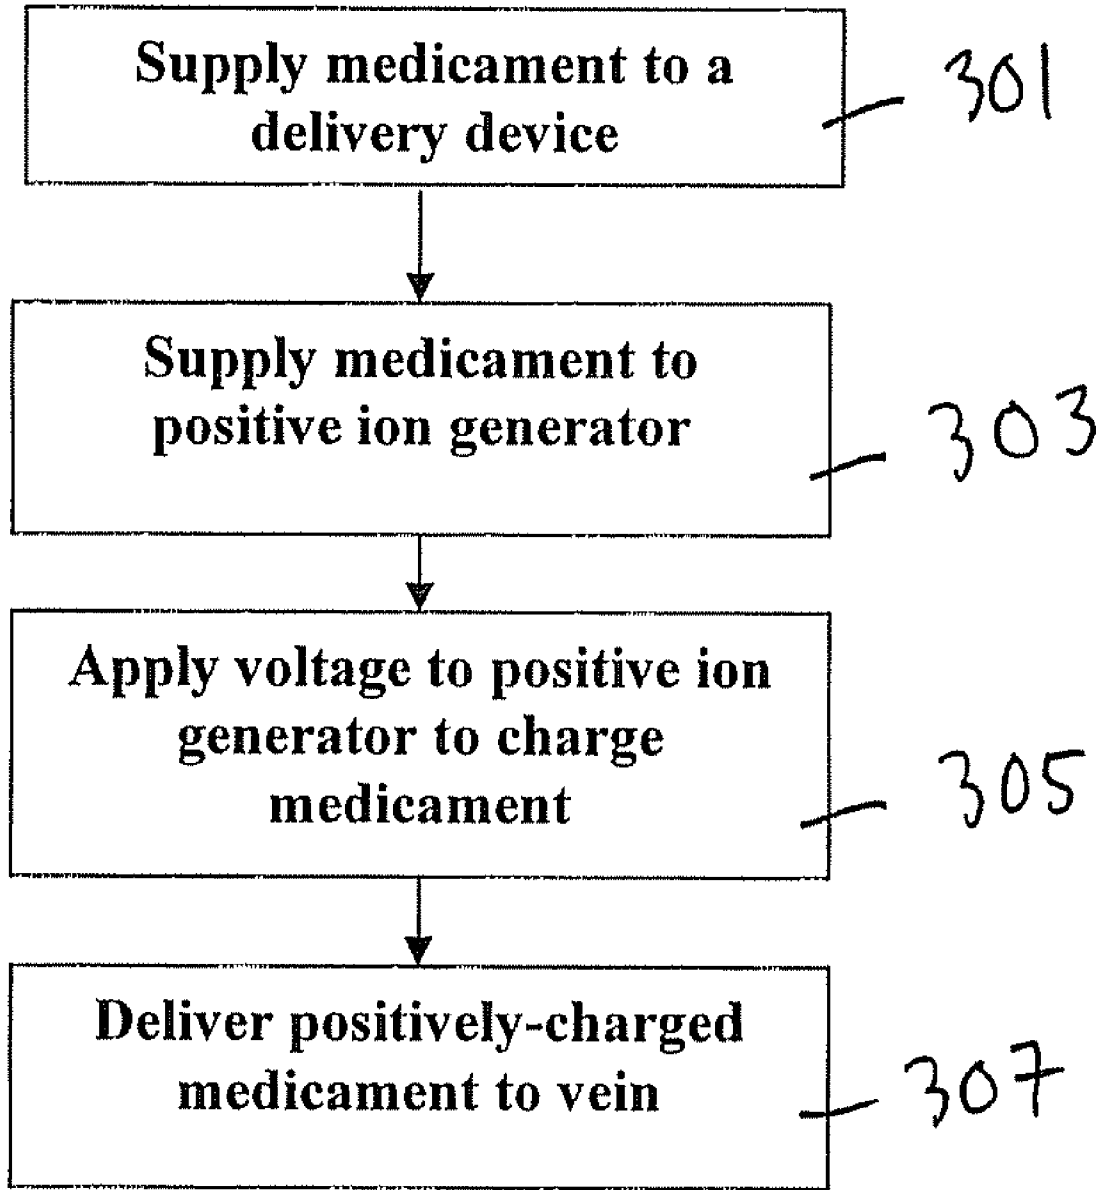 Supply medicament to a
delivery device
301
Supply medicament to
positive ion generator
303
Apply voltage to positive ion
generator to charge
medicament
305
Deliver positively-charged
medicament to vein
307